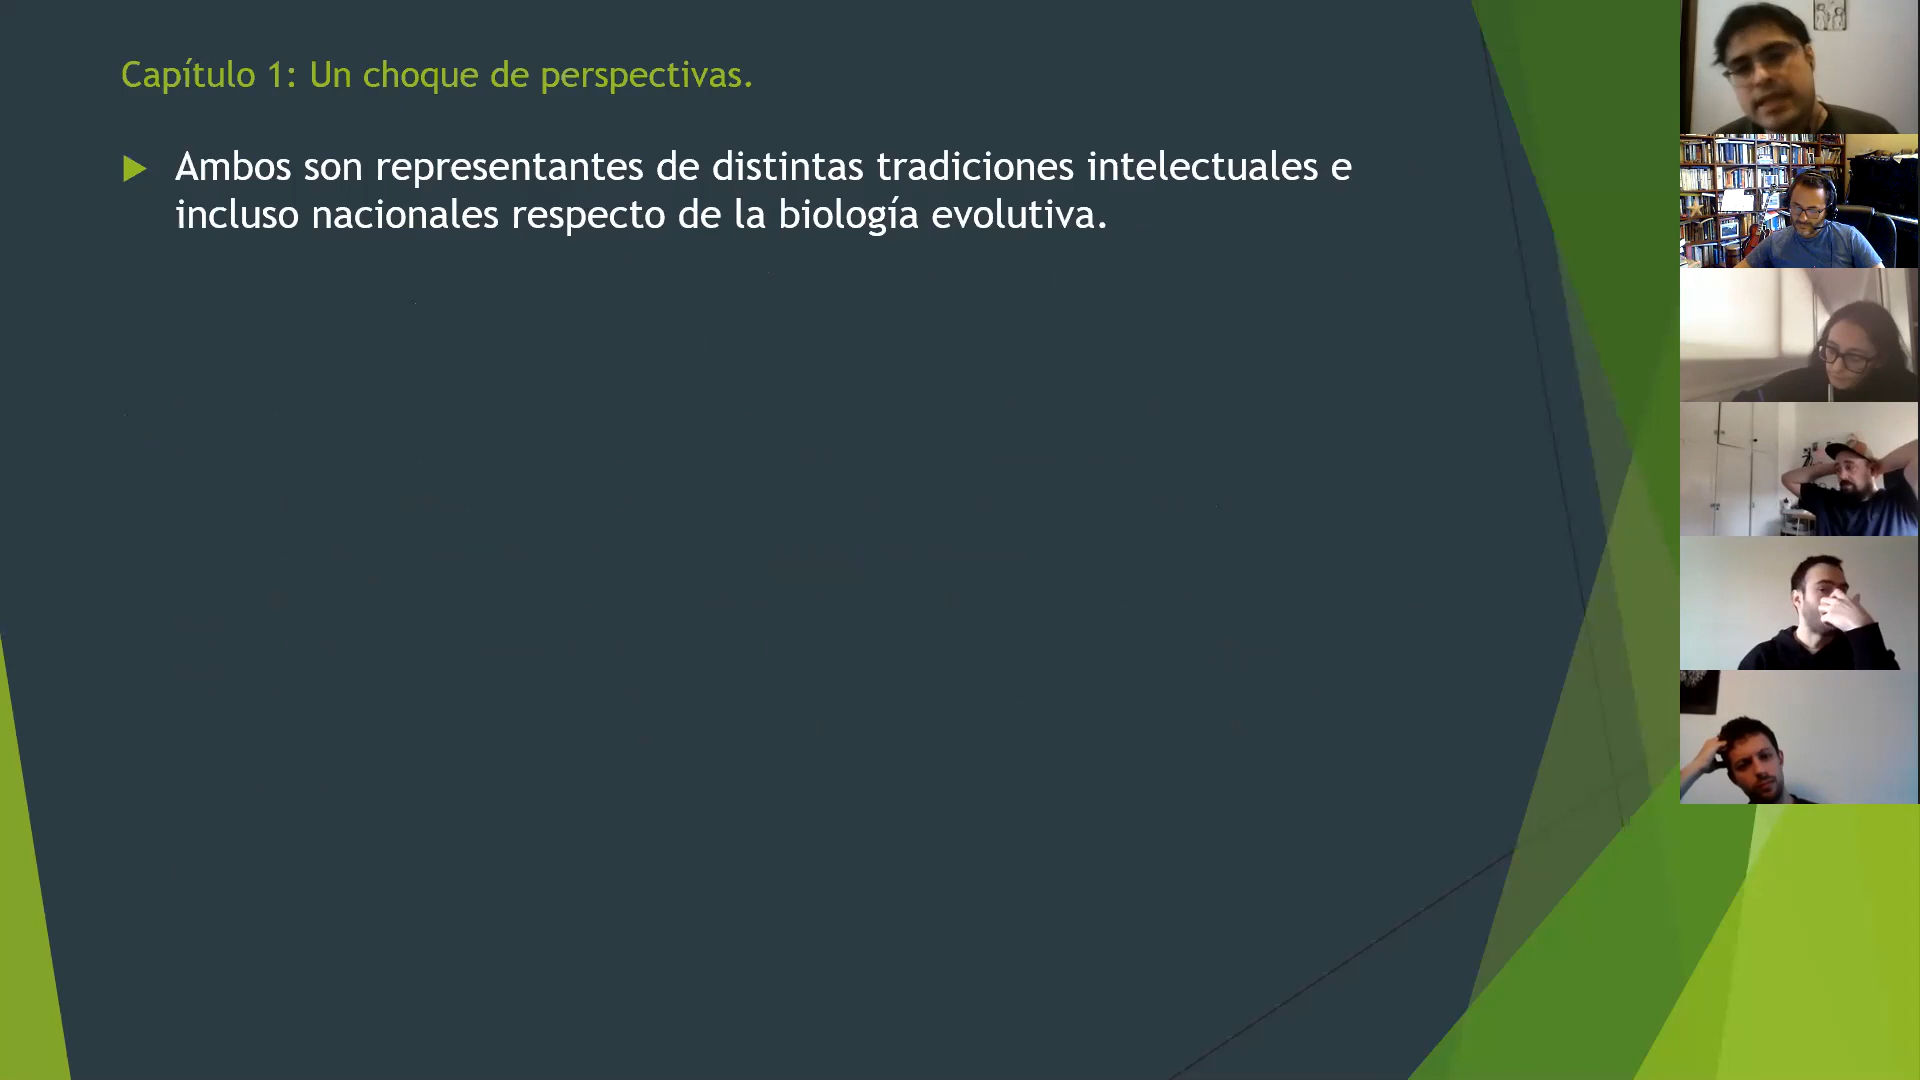 Capítulo 1: Un choque de perspectivas.
Ambos son representantes de distintas tradiciones intelectuales e
incluso nacionales respecto de la biología evolutiva.